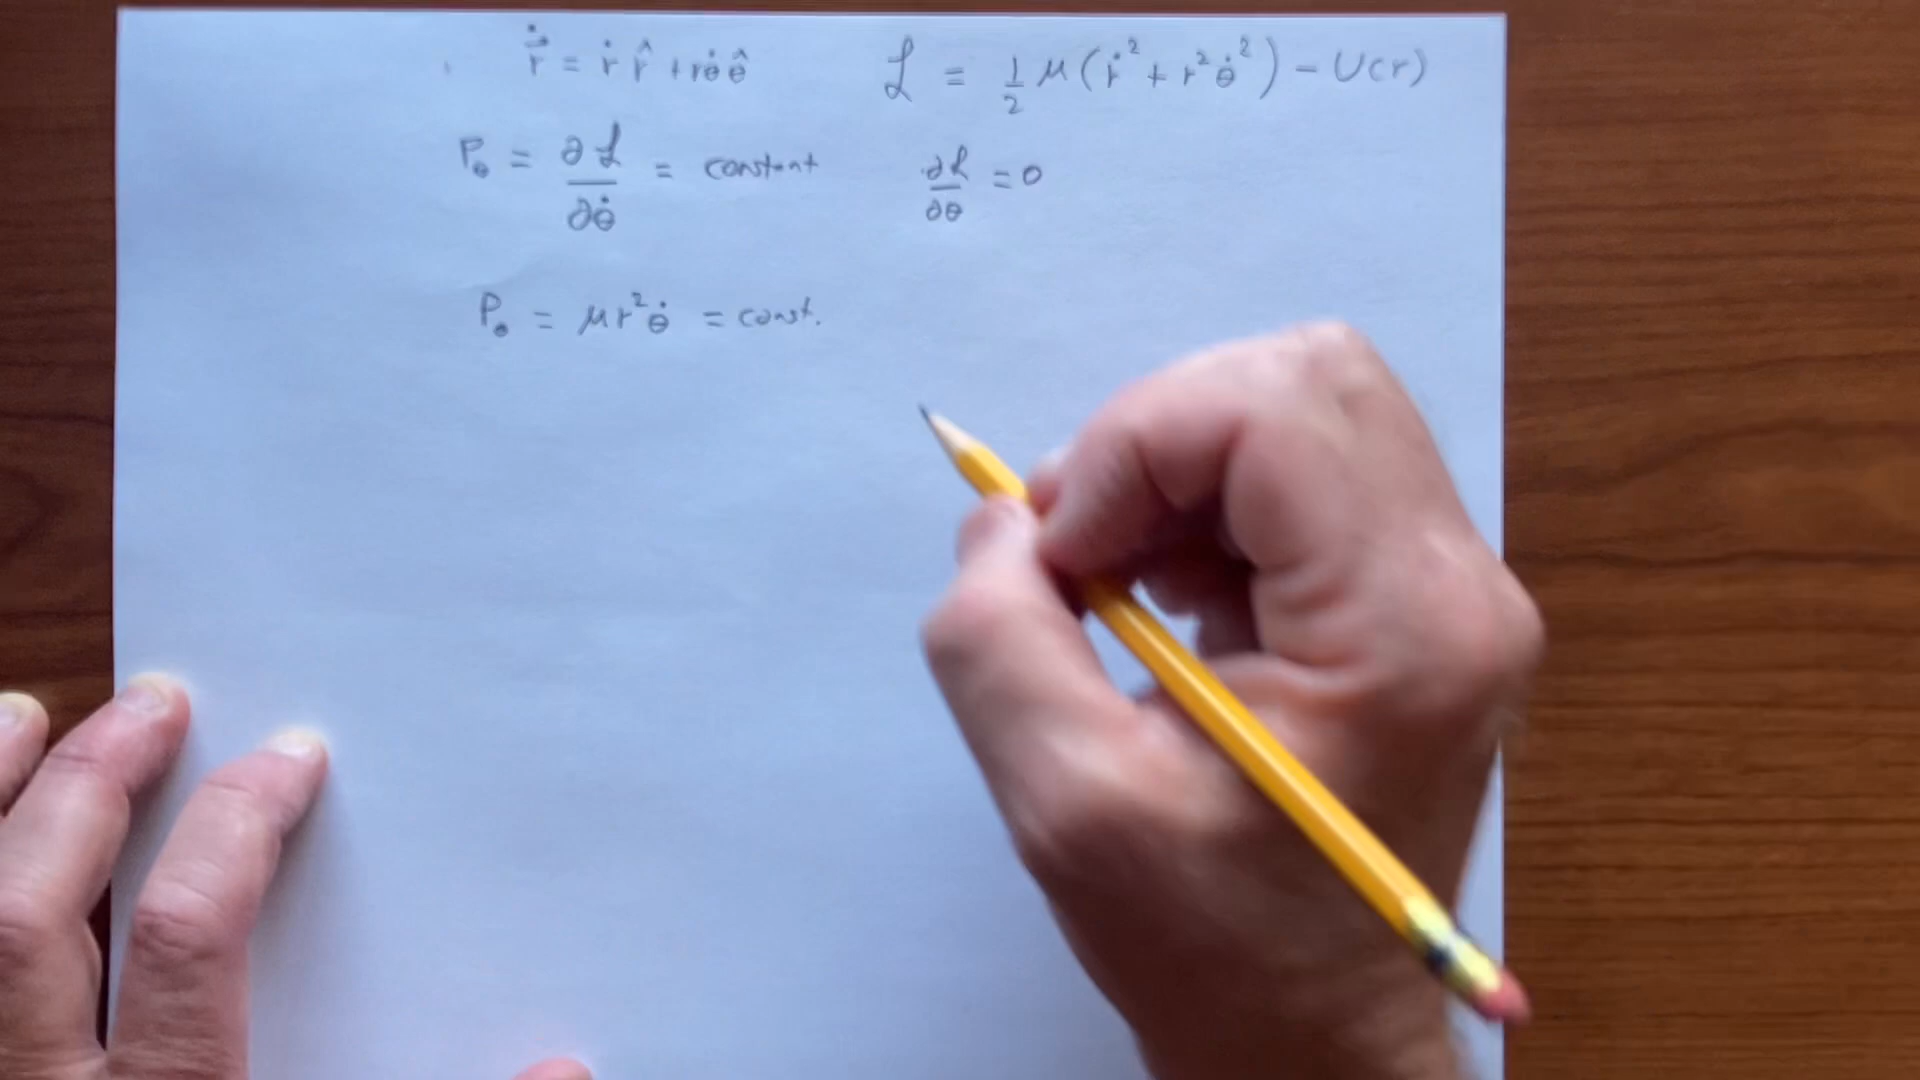 r⃗̇ = ṙ r̂ + rθ̇ θ̂   ℒ = 1/2 μ(ṙ² + r²θ̇²) - U(r)
P_θ = ∂ℒ/∂θ̇ = constant   ∂ℒ/∂θ = 0
P_θ = μr²θ̇ = const.